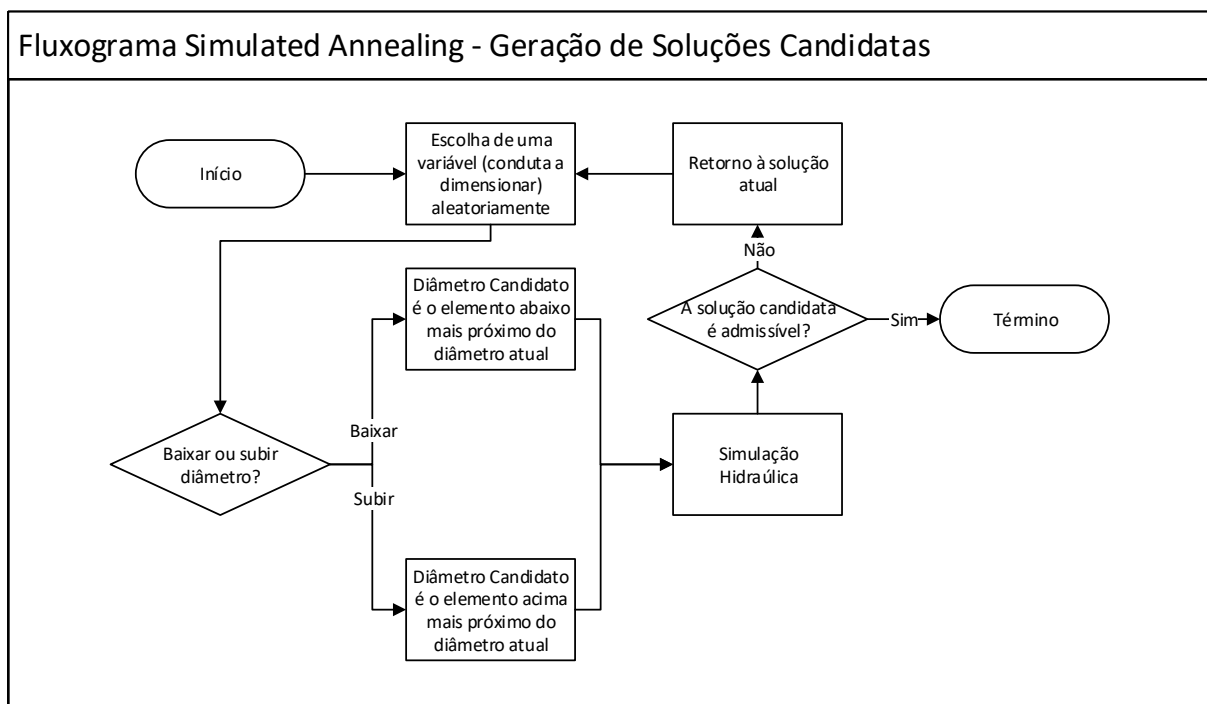 Fluxograma Simulated Annealing - Geração de Soluções Candidatas
Início
Escolha de uma
variável (conduta a
dimensionar)
aleatoriamente
Retorno à solução
atual
Não
Diâmetro Candidato
é o elemento abaixo
mais próximo do
diâmetro atual
A solução candidata
é admissível?
Sim
Término
Baixar
Baixar ou subir
diâmetro?
Subir
Simulação
Hidraúlica
Diâmetro Candidato
é o elemento acima
mais próximo do
diâmetro atual